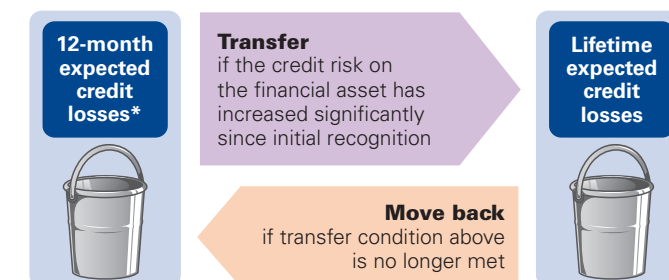 12-month
expected
credit
losses*
Transfer
if the credit risk on
the financial asset has
increased significantly
since initial recognition
Lifetime
expected
credit
losses
Move back
if transfer condition above
is no longer met